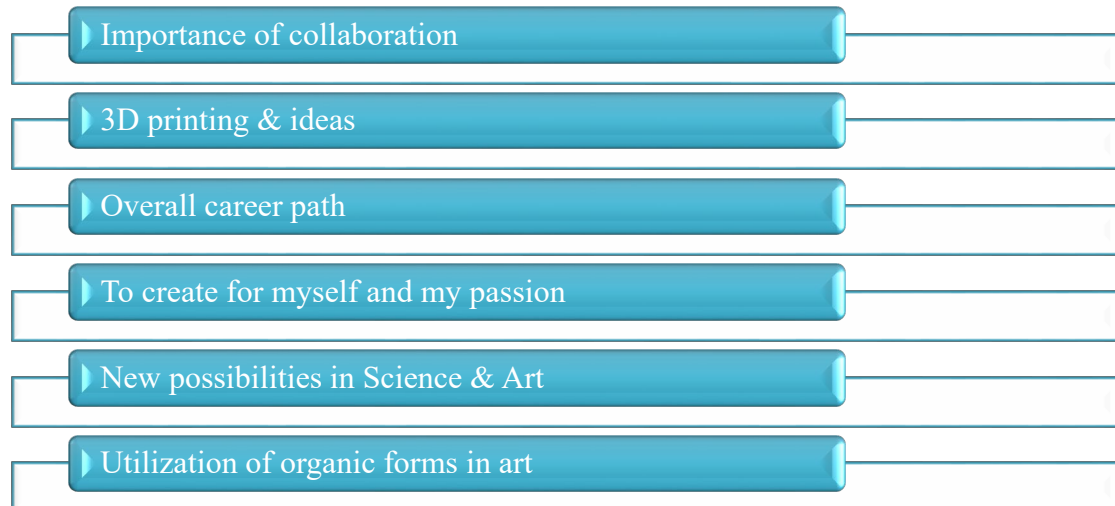 Importance of collaboration
3D printing & ideas
Overall career path
To create for myself and my passion
New possibilities in Science & Art
Utilization of organic forms in art